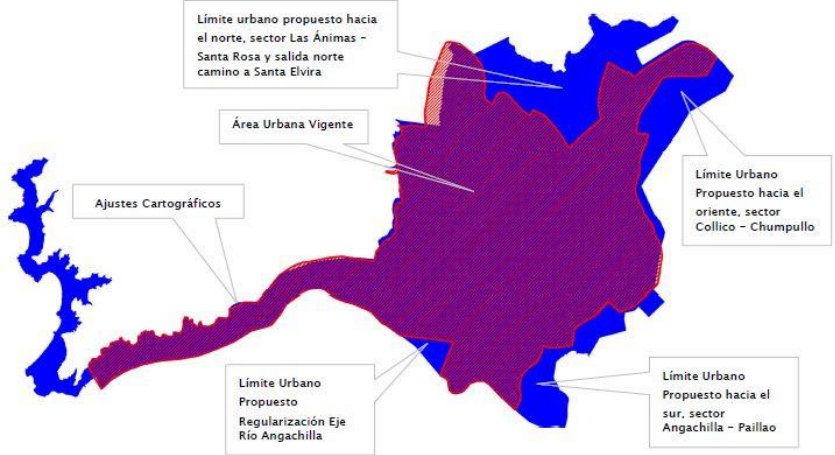 Límite urbano propuesto hacia
el norte, sector Las Ánimas –
Santa Rosa y salida norte
camino a Santa Elvira
Área Urbana Vigente
Ajustes Cartográficos
Límite Urbano
Propuesto hacia el
oriente, sector
Collico – Chumpullo
Límite Urbano
Propuesto
Regularización Eje
Río Angachilla
Límite Urbano
Propuesto hacia el
sur, sector
Angachilla – Paillao